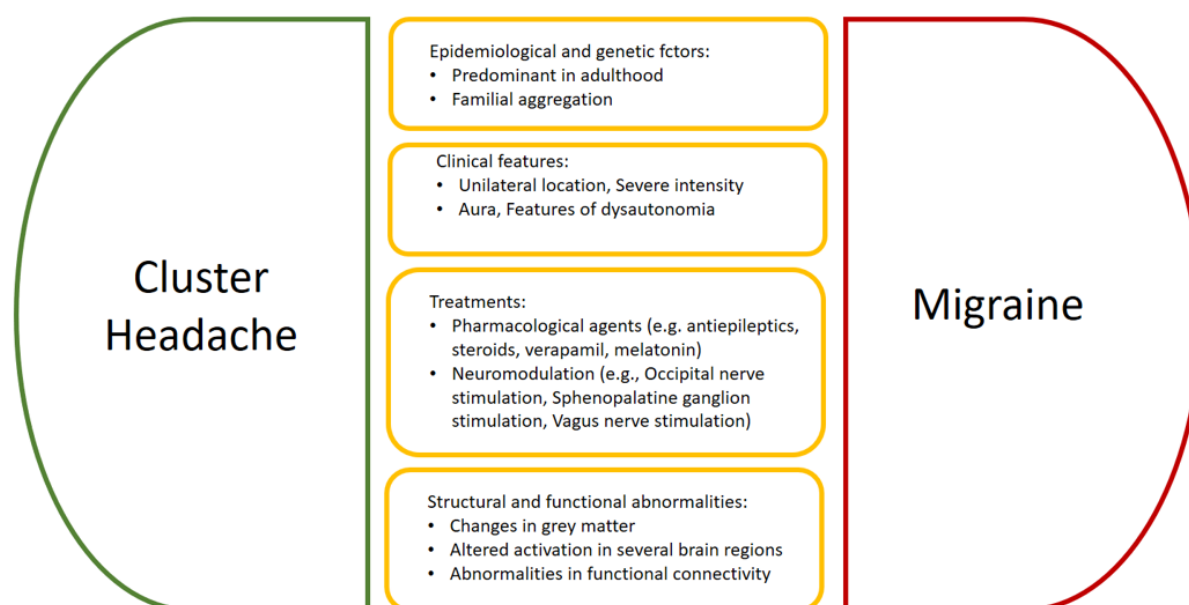 Cluster
Headache
Epidemiological and genetic fctors:
• Predominant in adulthood
• Familial aggregation
Clinical features:
• Unilateral location, Severe intensity
• Aura, Features of dysautonomia
Treatments:
• Pharmacological agents (e.g. antiepileptics,
steroids, verapamil, melatonin)
• Neuromodulation (e.g., Occipital nerve
stimulation, Sphenopalatine ganglion
stimulation, Vagus nerve stimulation)
Structural and functional abnormalities:
• Changes in grey matter
• Altered activation in several brain regions
• Abnormalities in functional connectivity
Migraine